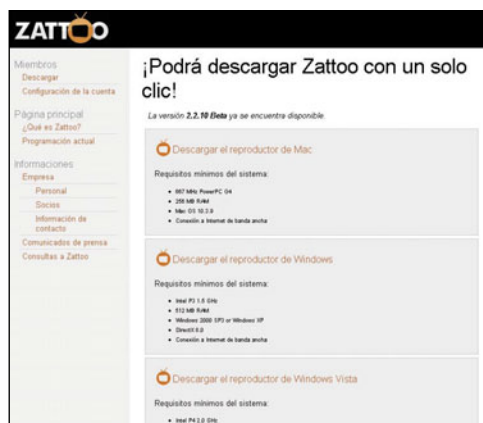 ZATTOO
Miembros
Descargar
Configuración de la cuenta
Página principal
¿Qué es Zattoo?
Programación actual
Informaciones
Empresa
Personal
Socios
Información de
contacto
Comunicados de prensa
Consultas a Zattoo
¡Podrá descargar Zattoo con un solo
clic!
La versión 2.2.10 Beta ya se encuentra disponible.
Descargar el reproductor de Mac
Requisitos mínimos del sistema:
667 MHz PowerPC G4
256 MB RAM
Mac OS 10.3.9
Conexión a Internet de banda ancha
Descargar el reproductor de Windows
Requisitos mínimos del sistema:
Intel P3 1.5 GHz
512 MB RAM
Windows 2000 SP3 or Windows XP
DirectX 9.0
Conexión a Internet de banda ancha
Descargar el reproductor de Windows Vista
Requisitos mínimos del sistema:
Intel P4 2.0 GHz